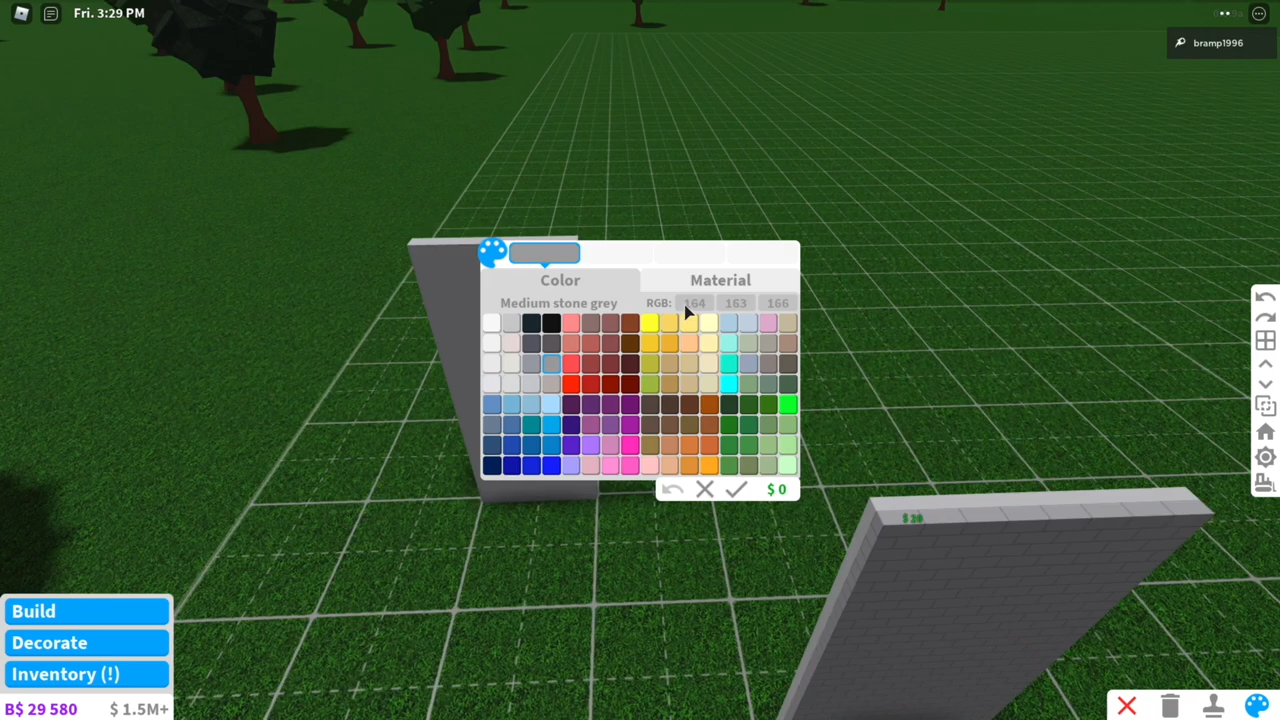 Fri. 3:29 PM
bramp1996
Color
Material
Medium stone grey
RGB: 164 163 166
$ 0
$ 20
Build
Decorate
Inventory (!)
B$ 29 580
$ 1.5M+